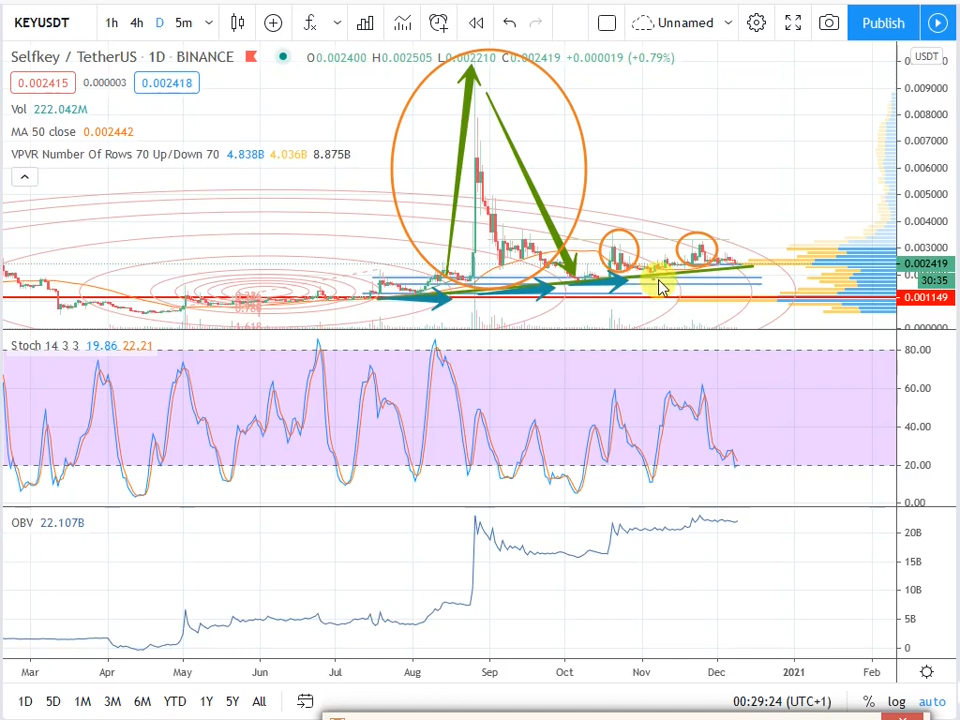 KEYUSDT 1h 4h D 5m Unnamed Publish
Selfkey / TetherUS · 1D · BINANCE O0.002400 H0.002505 L0.002210 C0.002419 +0.000019 (+0.79%)
USDT
0.002415 0.000003 0.002418
0.009000
Vol 222.042M
0.008000
MA 50 close 0.002442
0.007000
VPVR Number Of Rows 70 Up/Down 70 4.838B 4.036B 8.875B
0.006000
0.005000
0.004000
0.003000
0.002419
30:35
0.001149
0.000000
1.618
Stoch 14 3 3 19.86 22.21
80.00
60.00
40.00
20.00
0.00
OBV 22.107B
20B
15B
10B
5B
0
Mar Apr May Jun Jul Aug Sep Oct Nov Dec 2021 Feb
1D 5D 1M 3M 6M YTD 1Y 5Y All 00:29:24 (UTC+1) % log auto